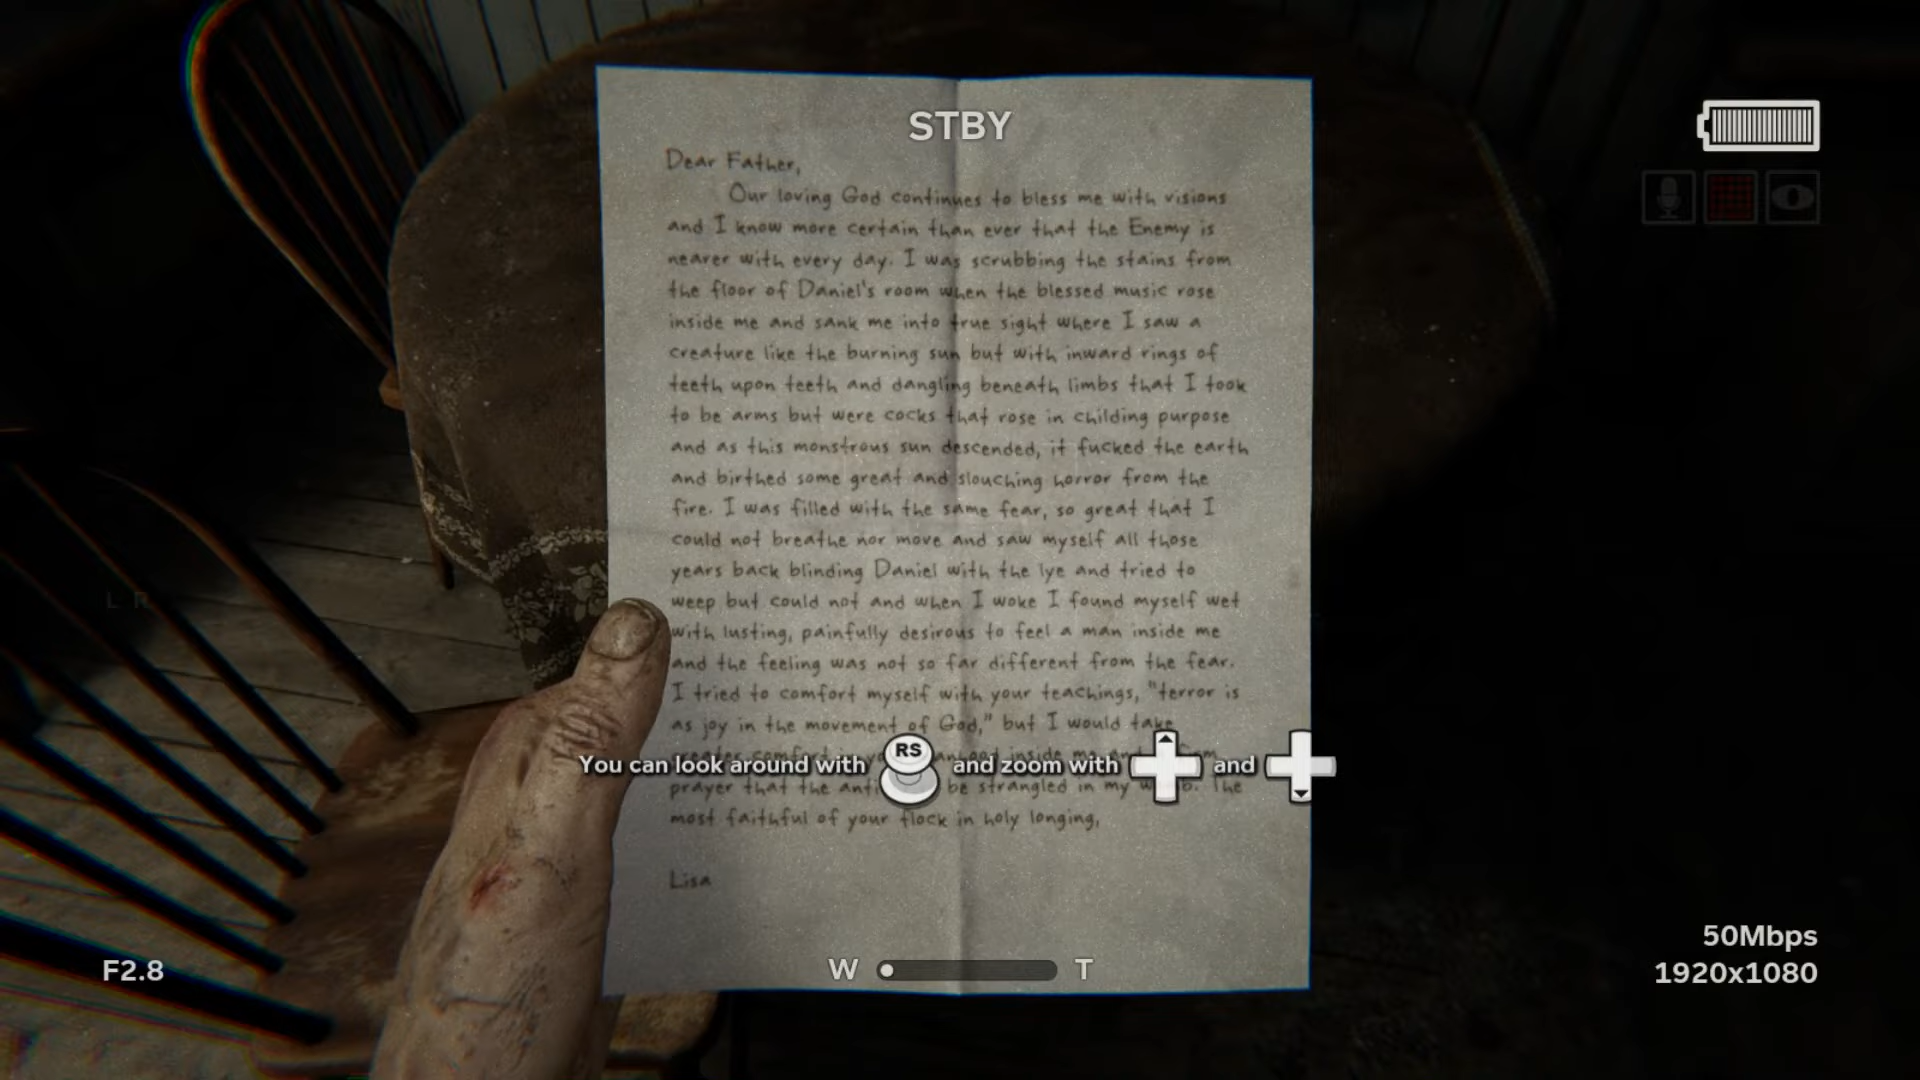 STBY
Dear Father,
Our loving God continues to bless me with visions
and I know more certain than ever that the Enemy is
nearer with every day. I was scrubbing the stains from
the floor of Daniel's room when the blessed music rose
inside me and sank me into true sight where I saw a
creature like the burning sun but with inward rings of
teeth upon teeth and dangling beneath limbs that I took
to be arms but were cocks that rose in childing purpose
and as this monstrous sun descended, it fucked the earth
and birthed some great and slouching horror from the
fire. I was filled with the same fear, so great that I
could not breathe nor move and saw myself all those
years back blinding Daniel with the lye and tried to
weep but could not and when I woke I found myself wet
with lusting, painfully desirous to feel a man inside me
and the feeling was not so far different from the fear.
I tried to comfort myself with your teachings, "terror is
as joy in the movement of God," but I would take
greater comfort in inside me and
You can look around with RS and zoom with and
prayer that the be strangled in my The
most faithful of your flock in holy longing,
Lisa
L R
F2.8
W T
50Mbps
1920x1080